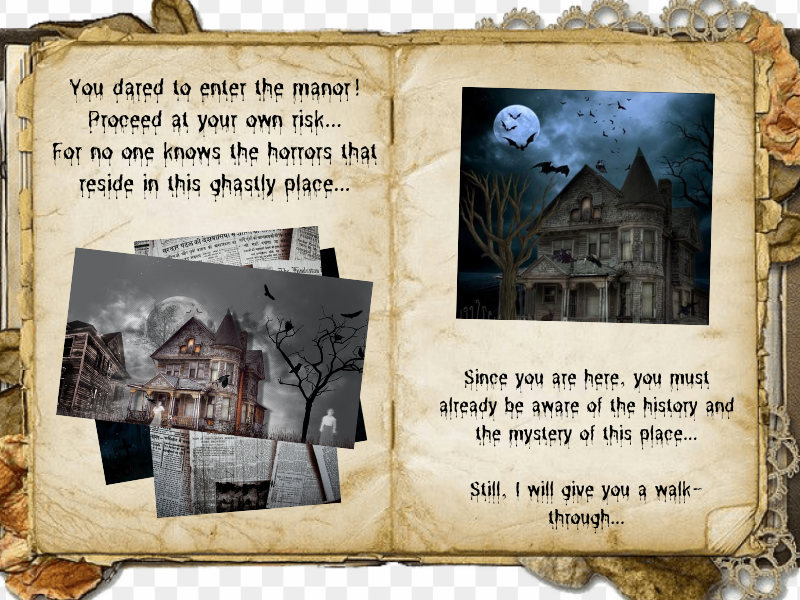 You dared to enter the manor!
Proceed at your own risk...
For no one knows the horrors that
reside in this ghastly place...
The Hindustan
Since you are here, you must
already be aware of the history and
the mystery of this place...
Still, I will give you a walk-
through...